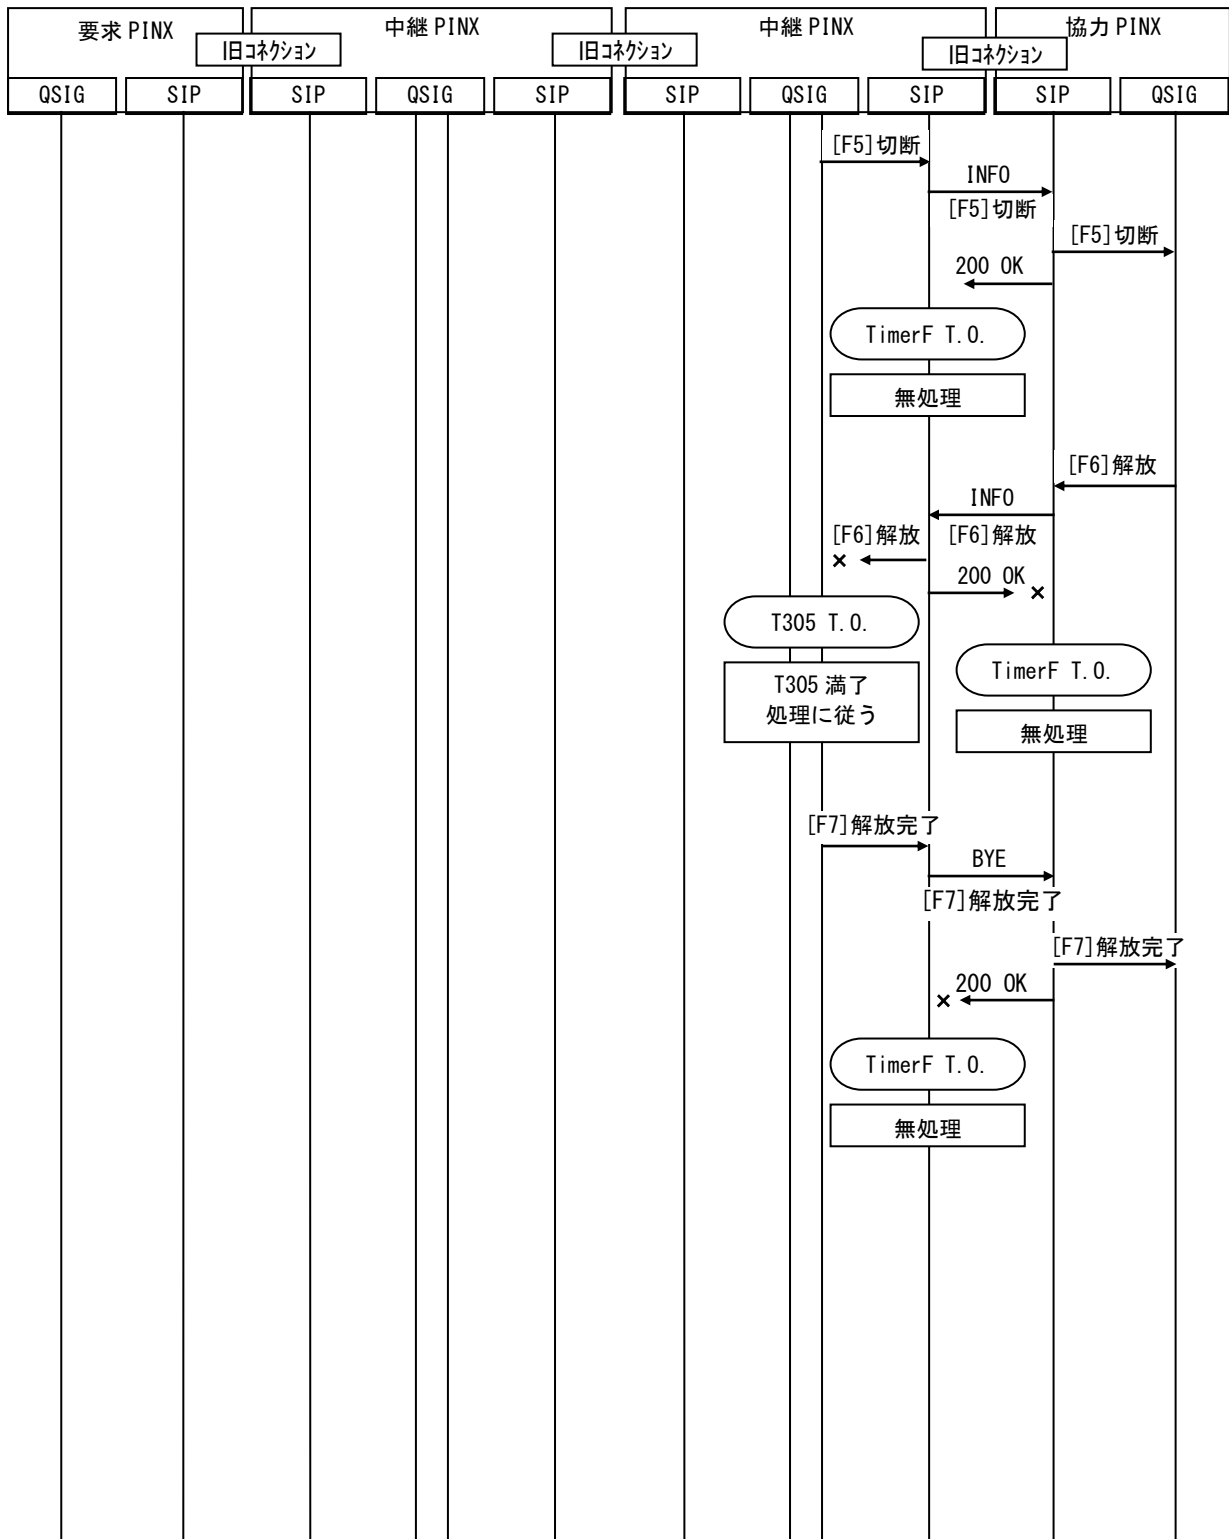 要求 PINX
中継 PINX
中継 PINX
協力 PINX
旧ｺﾈｸｼｮﾝ
旧ｺﾈｸｼｮﾝ
旧ｺﾈｸｼｮﾝ
QSIG
SIP
SIP
QSIG
SIP
SIP
QSIG
SIP
SIP
QSIG
[F5]切断
INFO
[F5]切断
[F5]切断
200 OK
TimerF T.O.
無処理
[F6]解放
INFO
[F6]解放
[F6]解放
×
200 OK
×
T305 T.O.
TimerF T.O.
T305 満了
処理に従う
無処理
[F7]解放完了
BYE
[F7]解放完了
[F7]解放完了
200 OK
×
TimerF T.O.
無処理